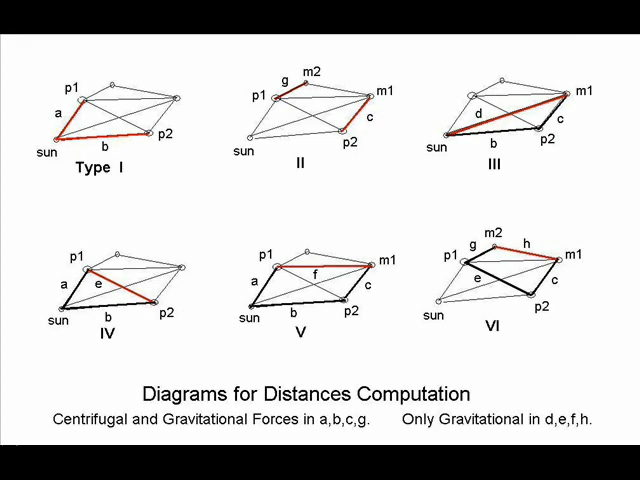 p1
a
b
p2
sun
Type I
m2
g
p1
m1
c
p2
II
m1
d
c
b
p2
sun
III
p1
a
e
b
p2
sun
IV
p1
m1
a
f
c
b
p2
sun
V
m2
g
h
p1
m1
e
c
p2
sun
VI
Diagrams for Distances Computation
Centrifugal and Gravitational Forces in a,b,c,g. Only Gravitational in d,e,f,h.